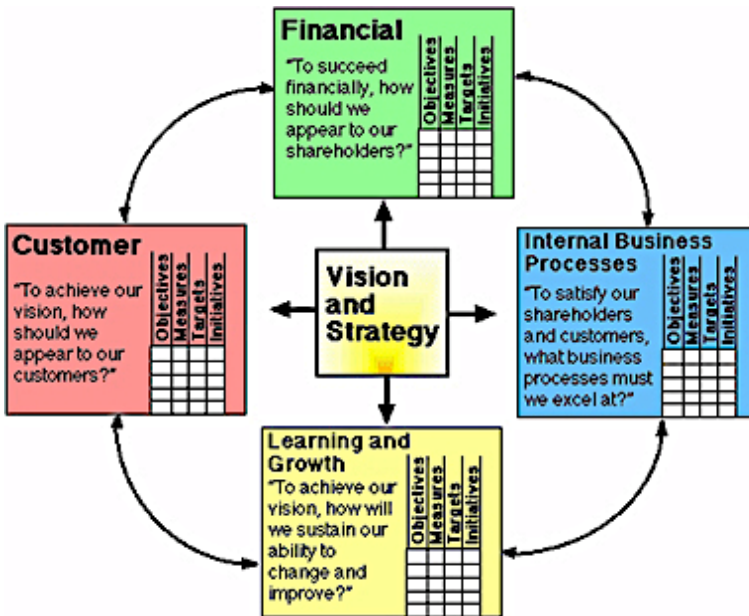 Financial
"To succeed
financially, how
should we
appear to our
shareholders?"
Objectives
Measures
Targets
Initiatives
Customer
"To achieve our
vision, how
should we
appear to our
customers?"
Objectives
Measures
Targets
Initiatives
Vision
and
Strategy
Internal Business
Processes
"To satisfy our
shareholders
and customers,
what business
processes must
we excel at?"
Objectives
Measures
Targets
Initiatives
Learning and
Growth
"To achieve our
vision, how will
we sustain our
ability to
change and
improve?"
Objectives
Measures
Targets
Initiatives